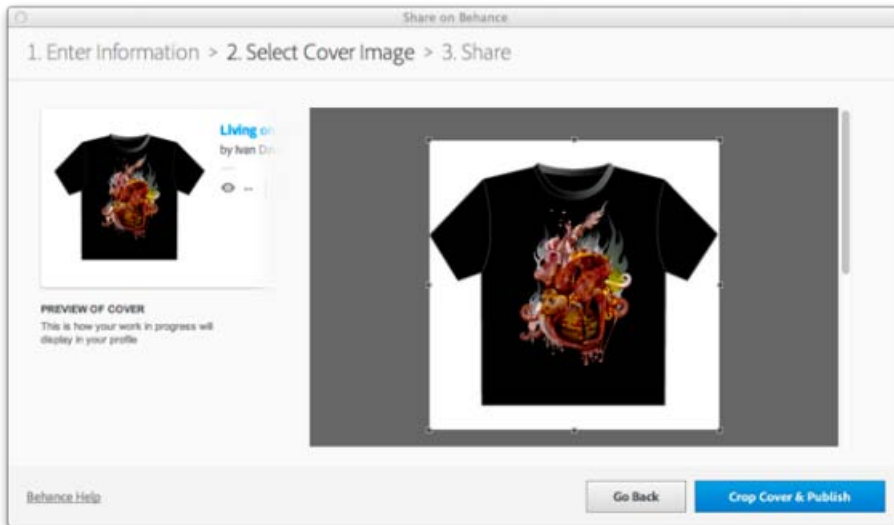 Share on Behance
1. Enter Information > 2. Select Cover Image > 3. Share
Living on
by Ivan
--
PREVIEW OF COVER
This is how your work in progress will
display in your profile
Behance Help
Go Back
Crop Cover & Publish